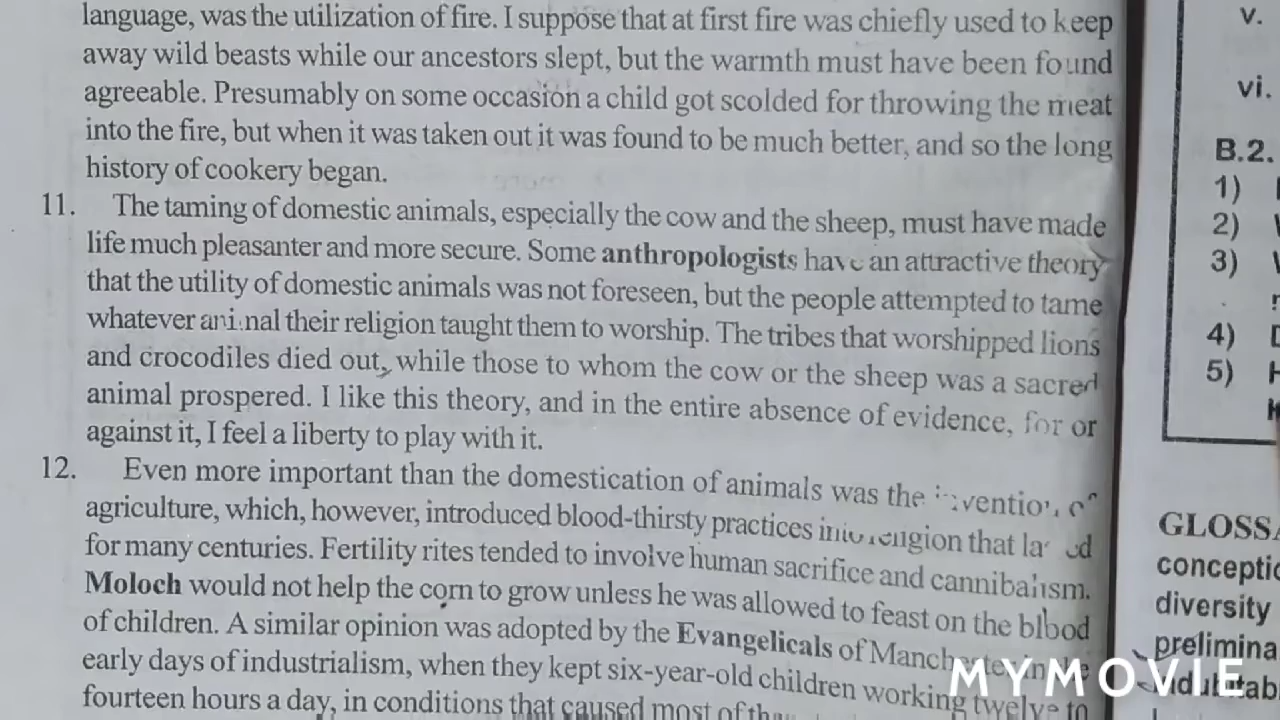 language, was the utilization of fire. I suppose that at first fire was chiefly used to keep
away wild beasts while our ancestors slept, but the warmth must have been found
agreeable. Presumably on some occasion a child got scolded for throwing the meat
into the fire, but when it was taken out it was found to be much better, and so the long
history of cookery began.
11. The taming of domestic animals, especially the cow and the sheep, must have made
life much pleasanter and more secure. Some anthropologists have an attractive theory
that the utility of domestic animals was not foreseen, but the people attempted to tame
whatever animal their religion taught them to worship. The tribes that worshipped lions
and crocodiles died out, while those to whom the cow or the sheep was a sacred
animal prospered. I like this theory, and in the entire absence of evidence, for or
against it, I feel a liberty to play with it.
12. Even more important than the domestication of animals was the invention of
agriculture, which, however, introduced blood-thirsty practices into religion that
for many centuries. Fertility rites tended to involve human sacrifice and cannibalism.
Moloch would not help the corn to grow unless he was allowed to feast on the blood
of children. A similar opinion was adopted by the Evangelicals of
early days of industrialism, when they kept six-year-old children working twelve to
fourteen hours a day, in conditions that caused most of
v.
vi.
B.2.
1)
2)
3)
4)
5)
GLOSSA
conceptio
diversity
prelimina
MYMOVIE